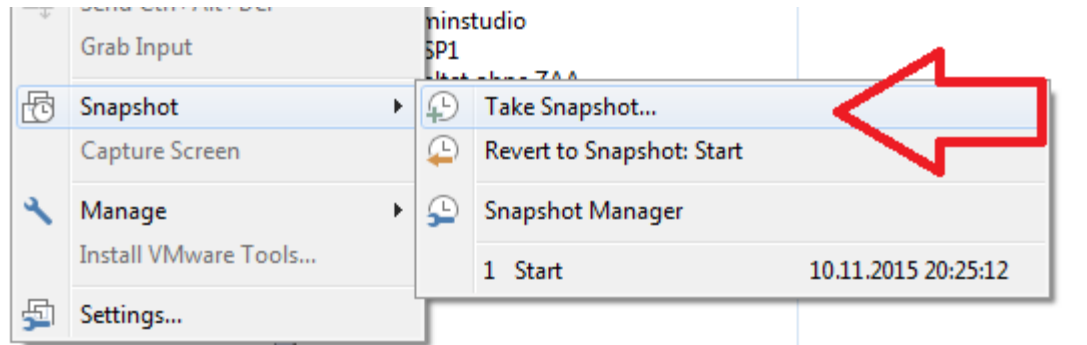 Grab Input
Snapshot
Capture Screen
Manage
Install VMware Tools...
Settings...
minstudio
SP1
Take Snapshot...
Revert to Snapshot: Start
Snapshot Manager
1 Start 10.11.2015 20:25:12